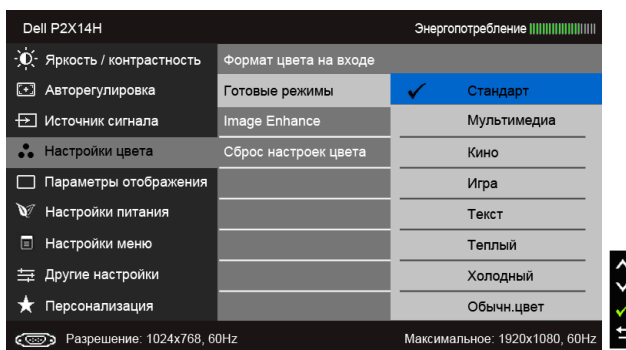 Dell P2X14H Энергопотребление
Яркость / контрастность Формат цвета на входе
Авторегулировка Готовые режимы Стандарт
Источник сигнала Image Enhance Мультимедиа
Настройки цвета Сброс настроек цвета Кино
Параметры отображения Игра
Настройки питания Текст
Настройки меню Теплый
Другие настройки Холодный
Персонализация Обычн.цвет
Разрешение: 1024x768, 60Hz Максимальное: 1920x1080, 60Hz